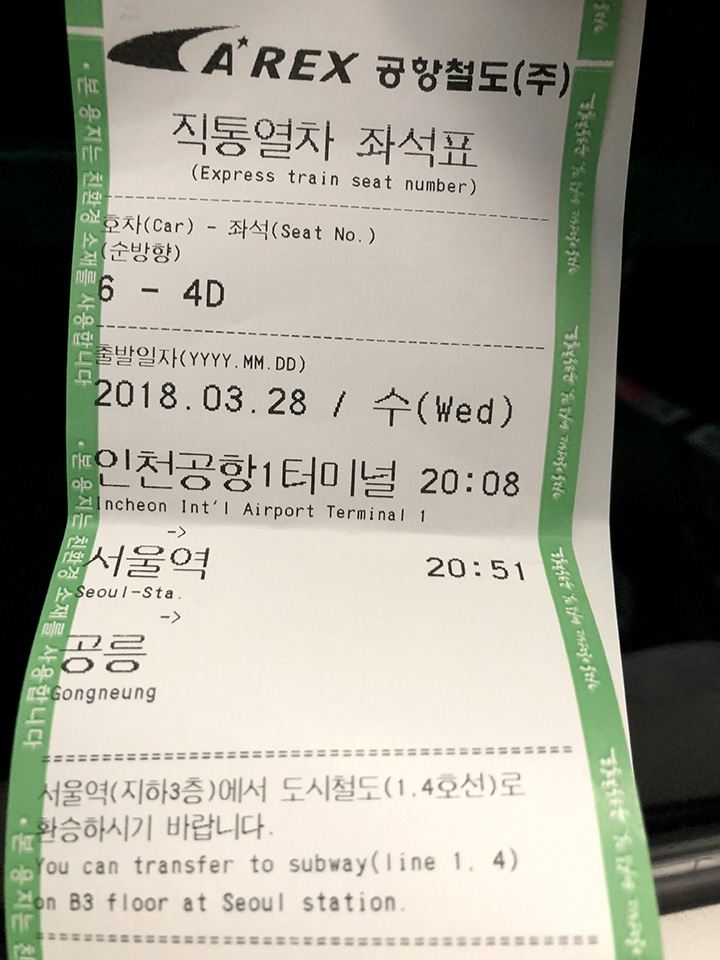 A*REX 공항철도(주)
직통열차 좌석표
(Express train seat number)
호차(Car) - 좌석(Seat No.)
(순방향)
6 - 4D
출발일자(YYYY.MM.DD)
2018.03.28 / 수(Wed)
인천공항1터미널 20:08
Incheon Int'l Airport Terminal 1
->
서울역 20:51
Seoul-Sta.
->
공릉
Gongneung
서울역(지하3층)에서 도시철도(1,4호선)로
환승하시기 바랍니다.
You can transfer to subway(line 1, 4)
on B3 floor at Seoul station.
• 본 용지는 친환경 소재를 사용합니다
• 본 용지는 친환경 소재를 사용합니다
• 본 용지는 친